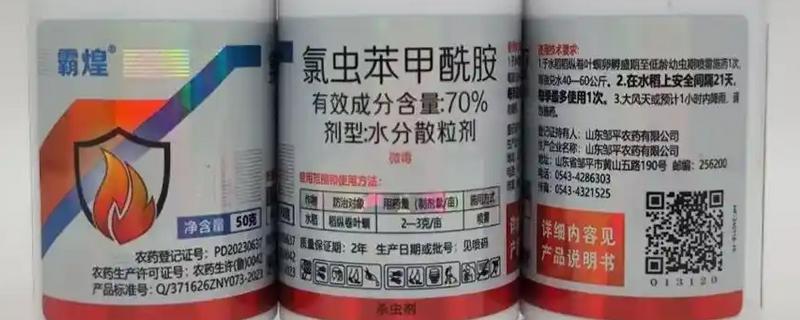 霸煌®
净含量 50克
农药登记证号：PD20230637
农药生产许可证号：农药生许(鲁)0042
产品标准号：Q/371626ZNY073-2023
氯虫苯甲酰胺
有效成分含量:70%
剂型:水分散粒剂
微毒
使用范围和使用方法：
作物 防治对象 用药量（制剂量/亩） 施用方式
水稻 稻纵卷叶螟 2—3克/亩 喷雾
质量保证期：2年 生产日期或批号：见喷码
杀虫剂
使用技术要求：
1.于水稻稻纵卷叶螟卵孵盛期至低龄幼虫期喷雾施药1次，
每亩兑水40—60公斤。2.在水稻上安全间隔21天，
每季最多使用1次。3.大风天或预计1小时内降雨，请
勿施药。
登记证持有人：山东邹平农药有限公司
生产企业名称：山东邹平农药有限公司
地址：山东省邹平市黄山五路190号 邮编：256200
电话：0543-4286303
传真：0543-4321525
详细内容见
产品说明书
013120